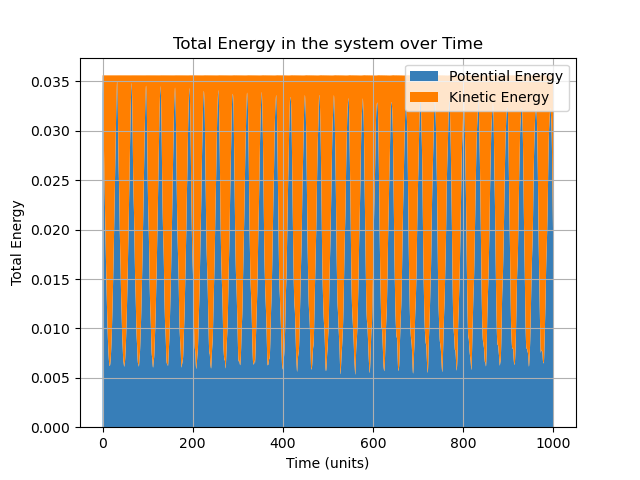 Total Energy in the system over Time
Potential Energy
Kinetic Energy
0.035
0.030
0.025
0.020
0.015
0.010
0.005
0.000
Total Energy
0
200
400
600
800
1000
Time (units)